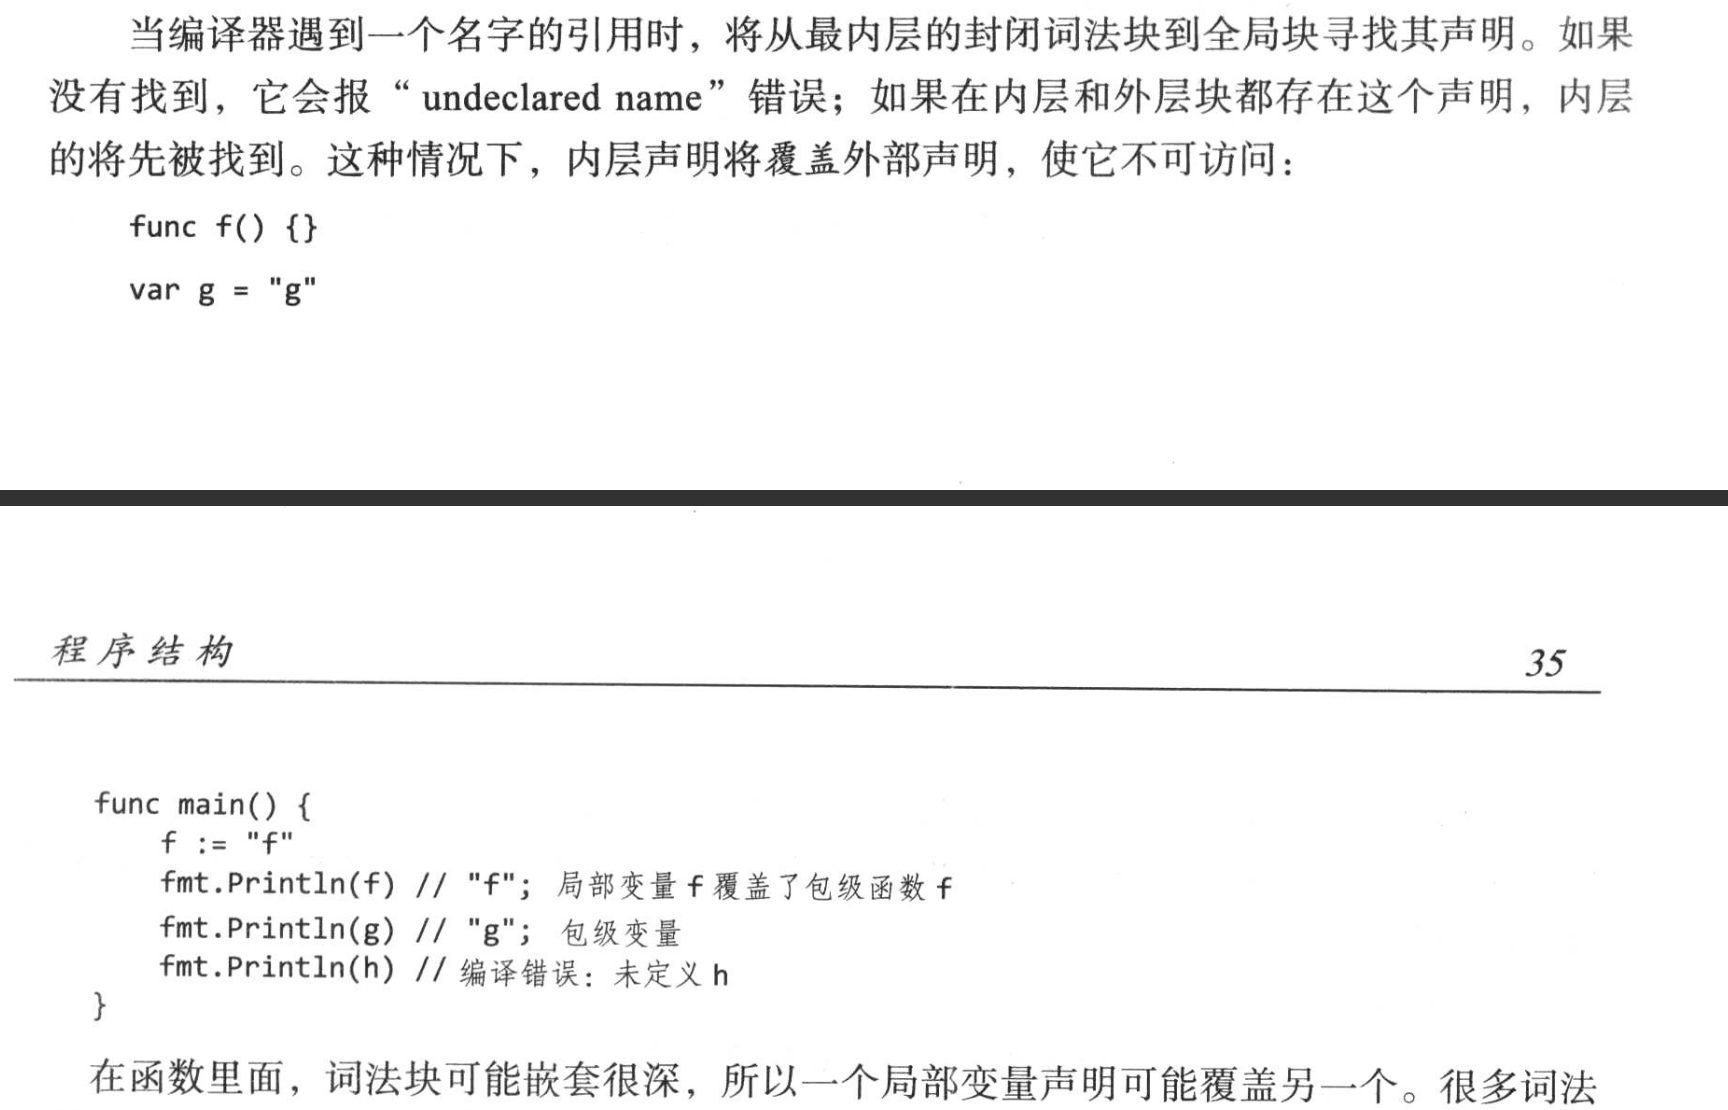 当编译器遇到一个名字的引用时，将从最内层的封闭词法块到全局块寻找其声明。如果
没有找到，它会报“undeclared name”错误；如果在内层和外层块都存在这个声明，内层
的将先被找到。这种情况下，内层声明将覆盖外部声明，使它不可访问：
func f() {}
var g = "g"
程序结构 35
func main() {
    f := "f"
    fmt.Println(f) // "f"; 局部变量 f 覆盖了包级函数 f
    fmt.Println(g) // "g"; 包级变量
    fmt.Println(h) // 编译错误：未定义 h
}
在函数里面，词法块可能嵌套很深，所以一个局部变量声明可能覆盖另一个。很多词法